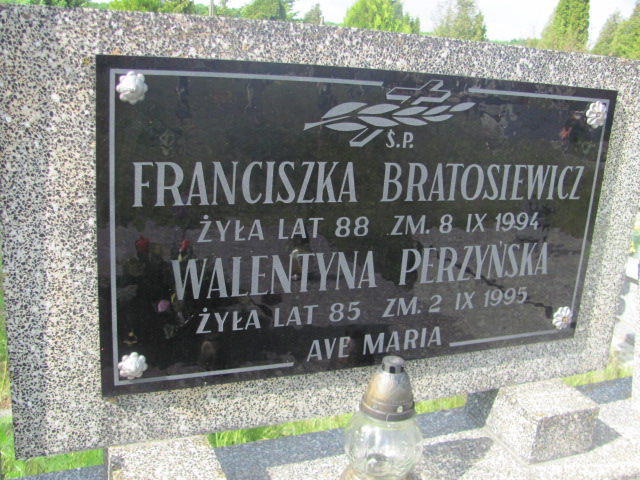 Ś.P.
FRANCISZKA BRATOSIEWICZ
ŻYŁA LAT 88 ZM. 8 IX 1994
WALENTYNA PERZYŃSKA
ŻYŁA LAT 85 ZM. 2 IX 1995
AVE MARIA